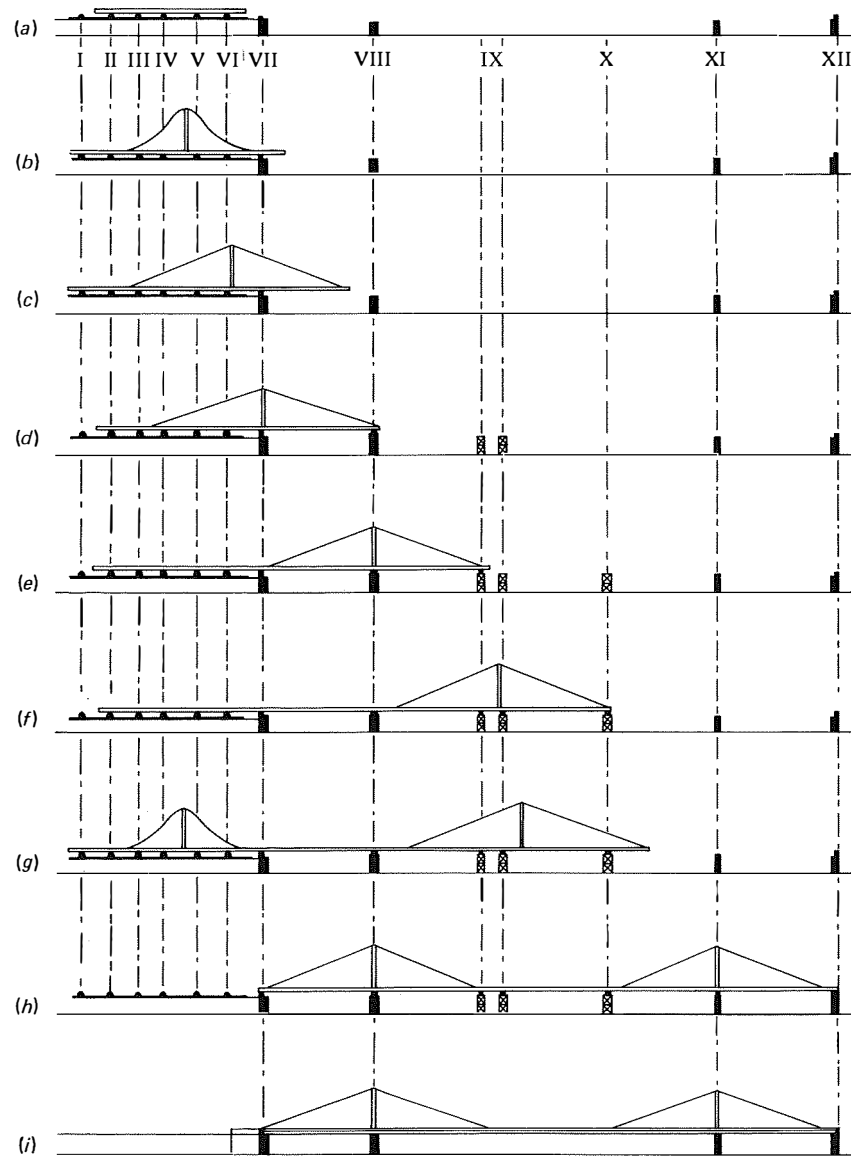 (a)
I II III IV V VI VII VIII IX X XI XII
(b)
(c)
(d)
(e)
(f)
(g)
(h)
(i)